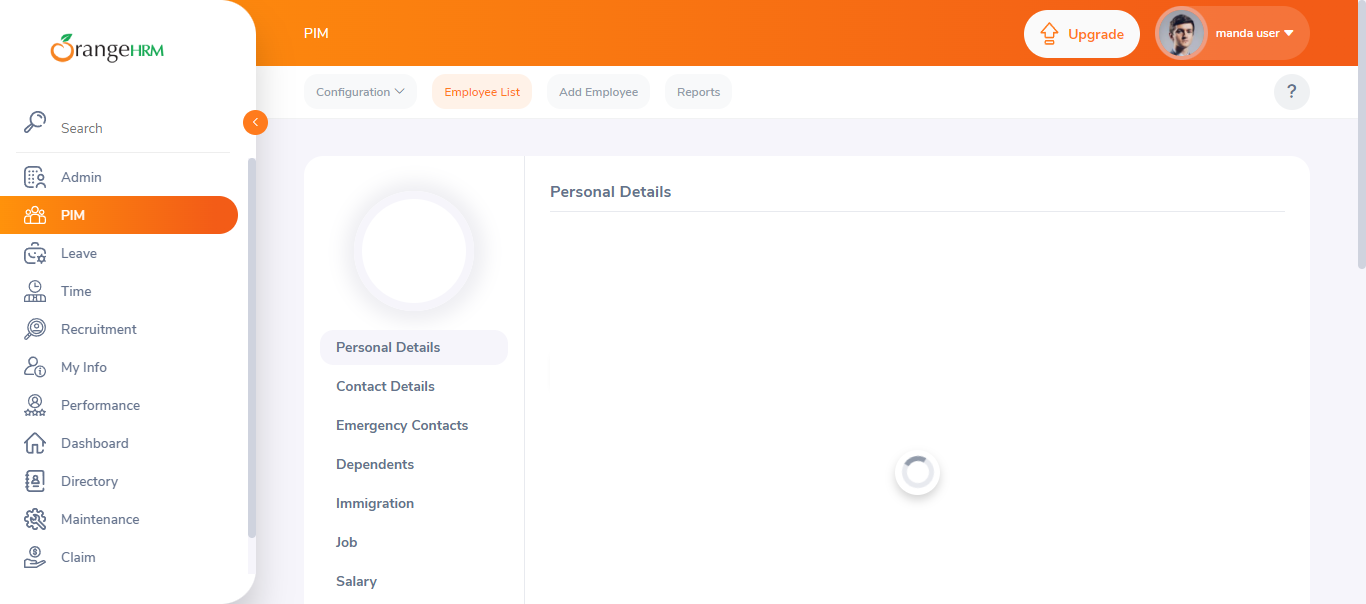 OrangeHRM
Search
Admin
PIM
Leave
Time
Recruitment
My Info
Performance
Dashboard
Directory
Maintenance
Claim
PIM
Upgrade
manda user
Configuration
Employee List
Add Employee
Reports
?
Personal Details
Contact Details
Emergency Contacts
Dependents
Immigration
Job
Salary
Personal Details